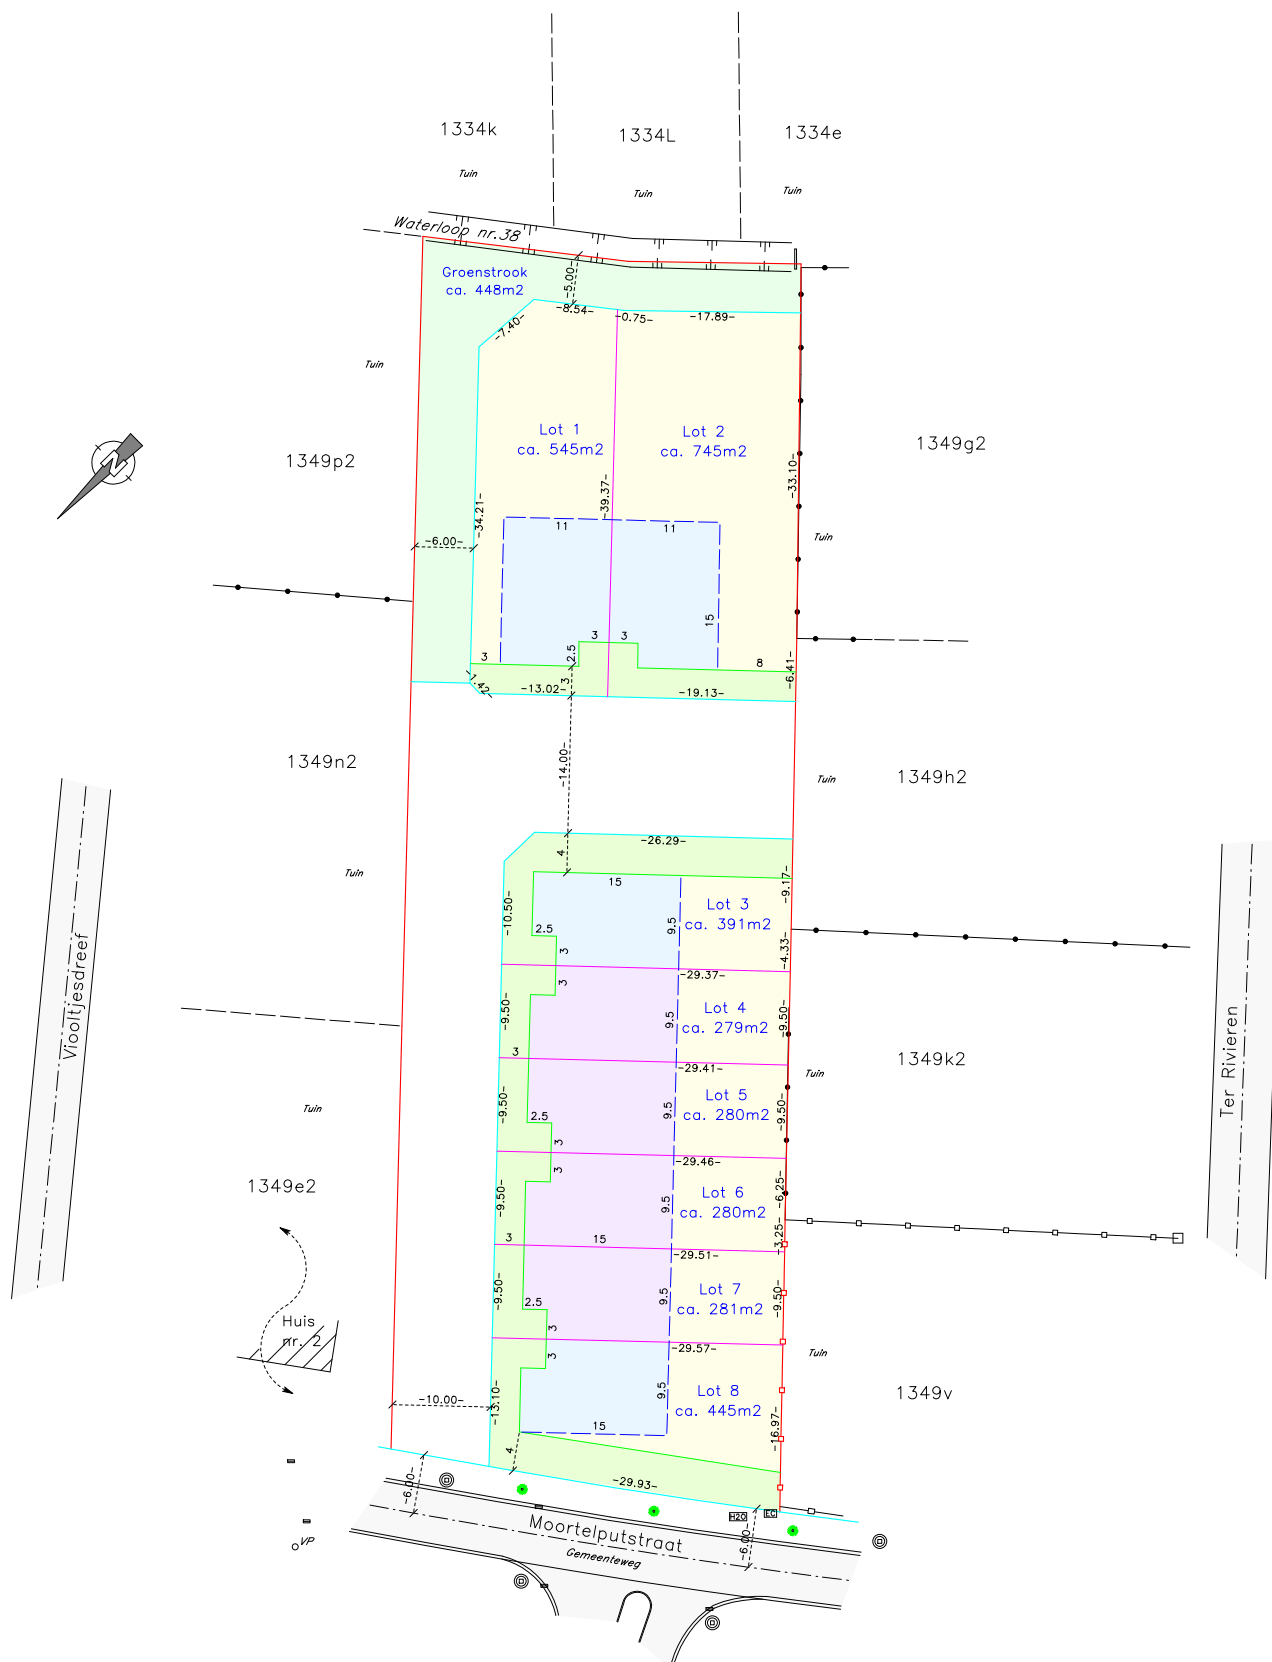 1334k
1334L
1334e
Tuin
Tuin
Tuin
Waterloop nr.38
Groenstrook
ca. 448m2
-5.00-
-8.54-
-0.75-
-17.89-
-7.40-
Tuin
Lot 1
ca. 545m2
Lot 2
ca. 745m2
1349p2
1349g2
N
-33.10-
-39.37-
-34.21-
11
11
-6.00-
Tuin
15
3
3
3
2.5
8
-6.41-
3
-1.42-
-13.02-
-19.13-
1349n2
-14.00-
1349h2
Tuin
-26.29-
4
Tuin
15
-9.17-
Lot 3
ca. 391m2
-10.50-
2.5
9.5
3
-4.33-
-29.37-
3
Lot 4
ca. 279m2
-9.50-
9.5
-9.50-
Viooltjesdreef
3
-29.41-
1349k2
Ter Rivieren
Tuin
Lot 5
ca. 280m2
-9.50-
9.5
-9.50-
Tuin
2.5
3
-29.46-
3
1349e2
Lot 6
ca. 280m2
-9.50-
9.5
-6.25-
-3.25-
3
15
-29.51-
Lot 7
ca. 281m2
-9.50-
9.5
-9.50-
2.5
3
Huis
nr. 2
-29.57-
3
Tuin
Lot 8
ca. 445m2
1349v
-10.00-
-13.10-
9.5
-16.97-
15
4
-29.93-
-6.00-
H2O
EC
Moortelputstraat
-6.00-
Gemeenteweg
VP